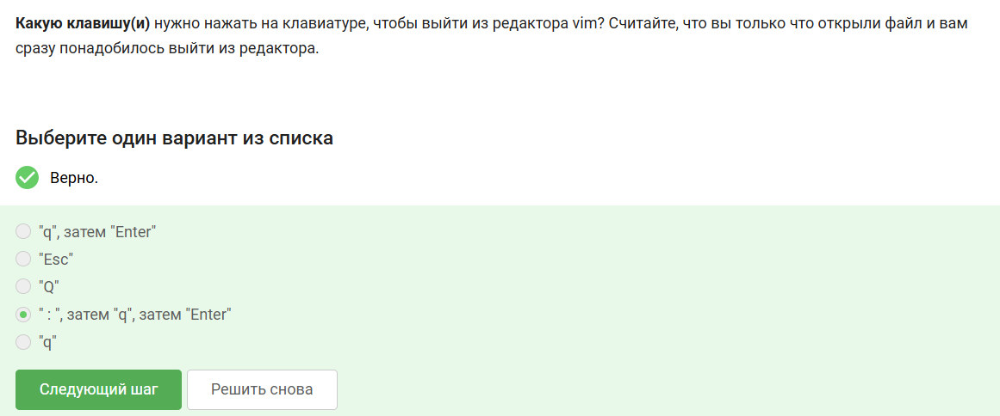 Какую клавишу(и) нужно нажать на клавиатуре, чтобы выйти из редактора vim? Считайте, что вы только что открыли файл и вам
сразу понадобилось выйти из редактора.
Выберите один вариант из списка
Верно.
"q", затем "Enter"
"Esc"
"Q"
" : ", затем "q", затем "Enter"
"q"
Следующий шаг
Решить снова